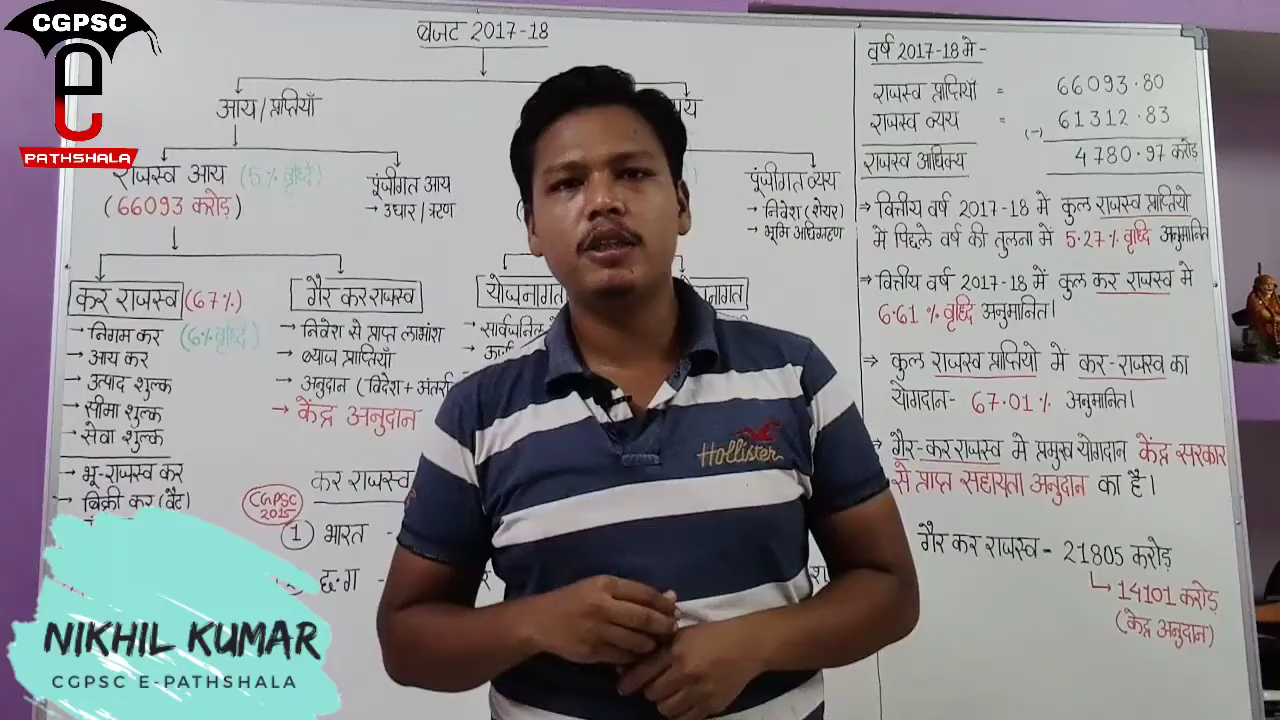 CGPSC
e
PATHSHALA
बजट 2017-18
आय/प्राप्तियाँ
राजस्व आय (5% वृद्धि)
(66093 करोड़)
पूंजीगत आय
→ उधार/ऋण
पूंजीगत व्यय
→ निवेश (शेयर)
→ भूमि अधिग्रहण
कर राजस्व (67%)
→ निगम कर (6% वृद्धि)
→ आय कर
→ उत्पाद शुल्क
→ सीमा शुल्क
→ सेवा शुल्क
→ भू-राजस्व कर
→ बिक्री कर (वैट)
गैर कर राजस्व
→ निवेश से प्राप्त लाभांश
→ ब्याज प्राप्तियाँ
→ अनुदान (विदेश + अंतर्रा
→ केंद्र अनुदान
योजनागत
सार्वजनिक
कर राजस्व
CGPSC
2015
① भारत -
छ.ग -
वर्ष 2017-18 मे -
राजस्व प्राप्तियाँ = 66093.80
राजस्व व्यय = (-) 61312.83
राजस्व आधिक्य 4780.97 करोड़
→ वित्तीय वर्ष 2017-18 में कुल राजस्व प्राप्तियो
में पिछले वर्ष की तुलना में 5.27% वृद्धि अनुमानित
→ वित्तीय वर्ष 2017-18 में कुल कर राजस्व मे
6.61 % वृद्धि अनुमानित।
→ कुल राजस्व प्राप्तियो में कर-राजस्व का
योगदान- 67.01% अनुमानित।
→ गैर-कर राजस्व मे प्रमुख योगदान केंद्र सरकार
से प्राप्त सहायता अनुदान का है।
गैर कर राजस्व - 21805 करोड़
↳ 14101 करोड़
(केंद्र अनुदान)
Hollister
NIKHIL KUMAR
CGPSC E-PATHSHALA